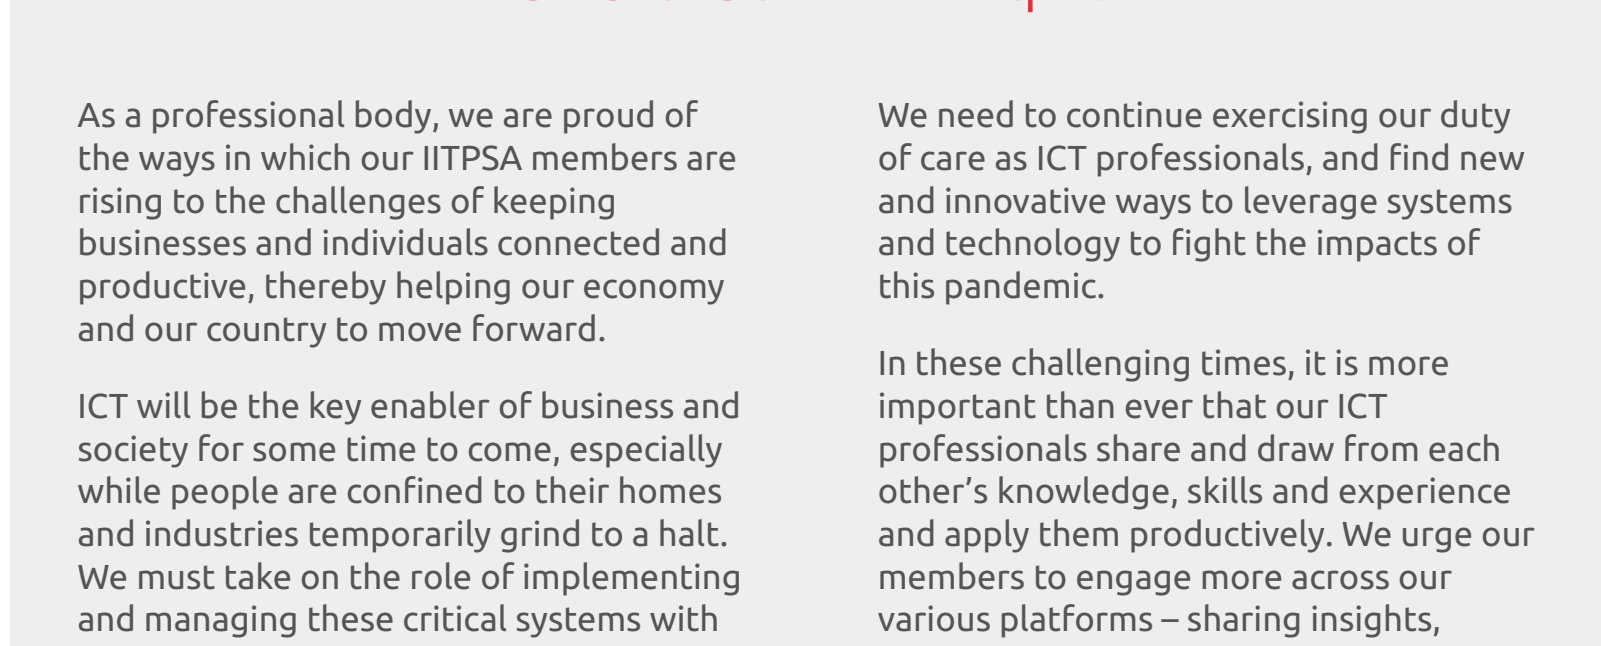 As a professional body, we are proud of
the ways in which our IITPSA members are
rising to the challenges of keeping
businesses and individuals connected and
productive, thereby helping our economy
and our country to move forward.
ICT will be the key enabler of business and
society for some time to come, especially
while people are confined to their homes
and industries temporarily grind to a halt.
We must take on the role of implementing
and managing these critical systems with
We need to continue exercising our duty
of care as ICT professionals, and find new
and innovative ways to leverage systems
and technology to fight the impacts of
this pandemic.
In these challenging times, it is more
important than ever that our ICT
professionals share and draw from each
other’s knowledge, skills and experience
and apply them productively. We urge our
members to engage more across our
various platforms – sharing insights,